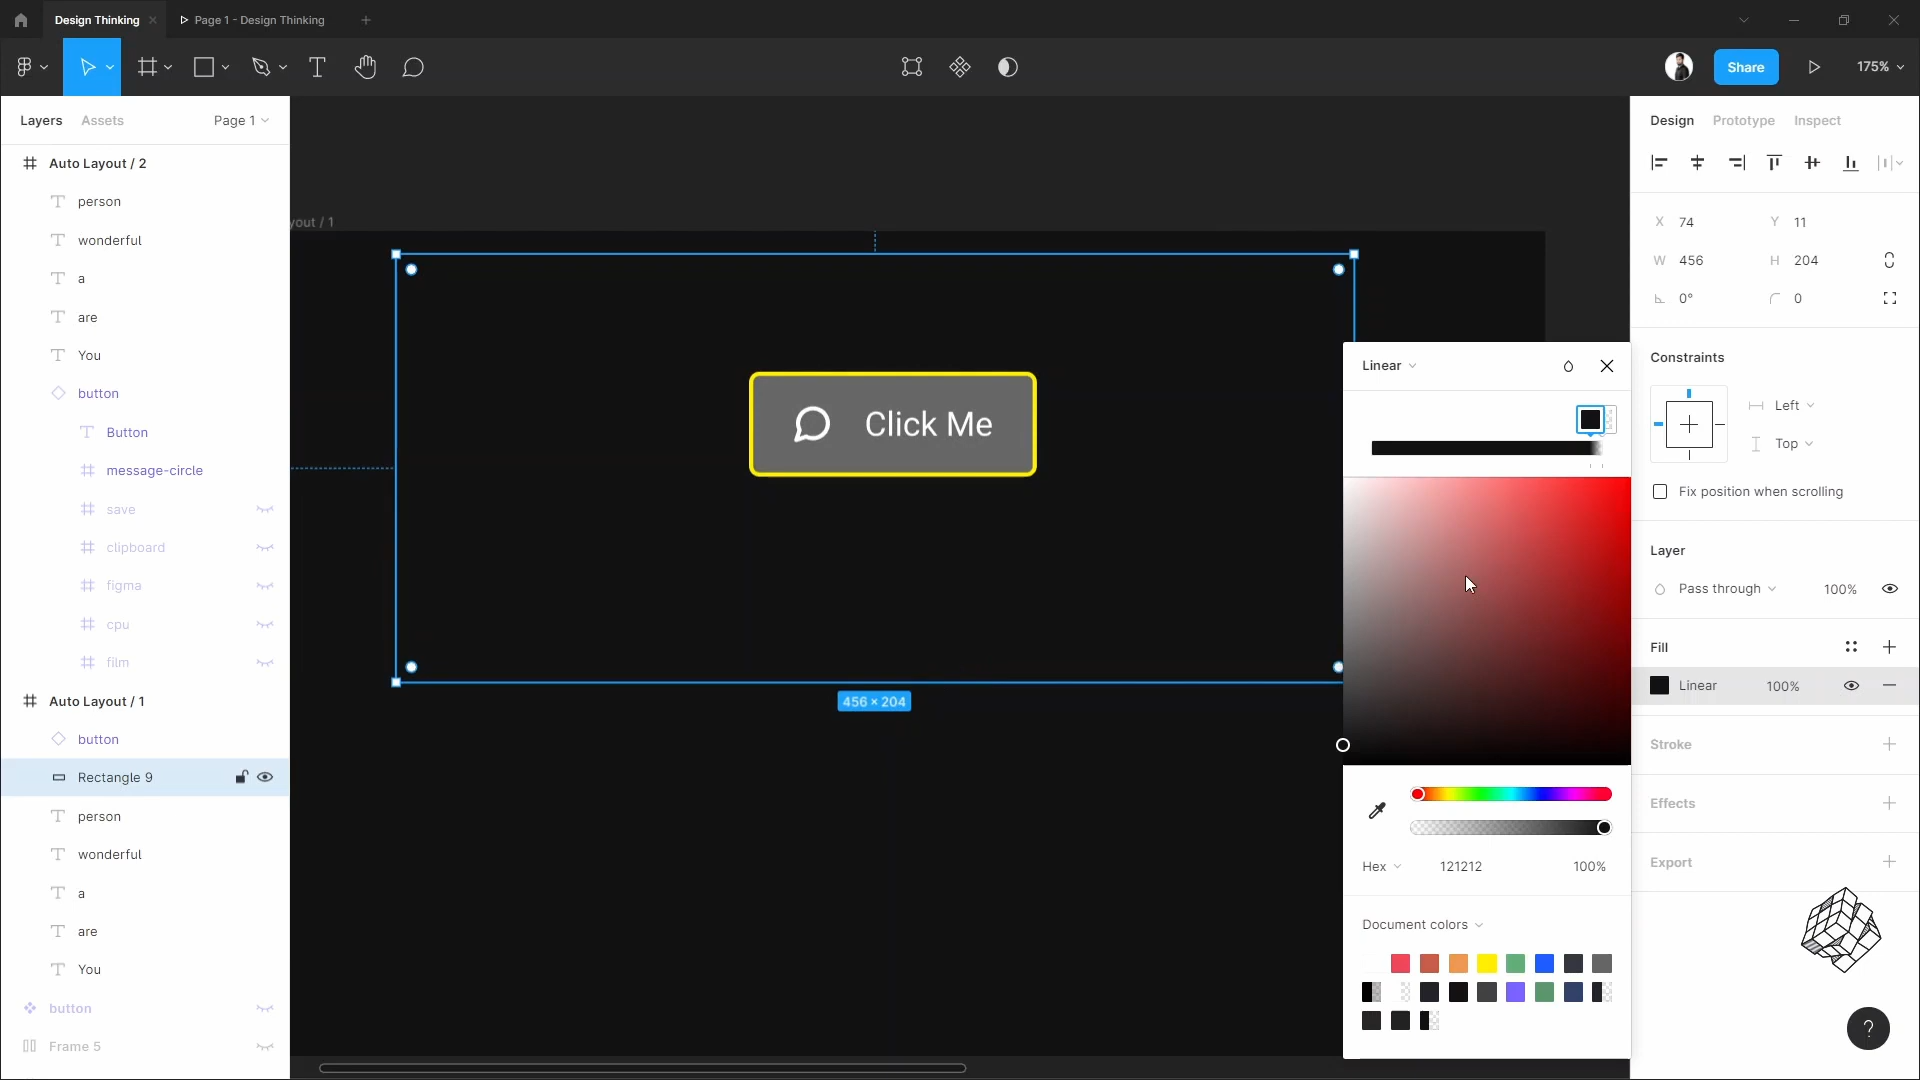 Design Thinking
Page 1 - Design Thinking
Share
175%
Layers
Assets
Page 1
Auto Layout / 2
person
wonderful
a
are
You
button
Button
message-circle
save
clipboard
figma
cpu
film
Auto Layout / 1
button
Rectangle 9
person
wonderful
a
are
You
button
Frame 5
yout / 1
Click Me
456 × 204
Linear
Hex
121212
100%
Document colors
Design
Prototype
Inspect
X 74
Y 11
W 456
H 204
0°
0
Constraints
Left
Top
Fix position when scrolling
Layer
Pass through
100%
Fill
Linear
100%
Stroke
Effects
Export
?